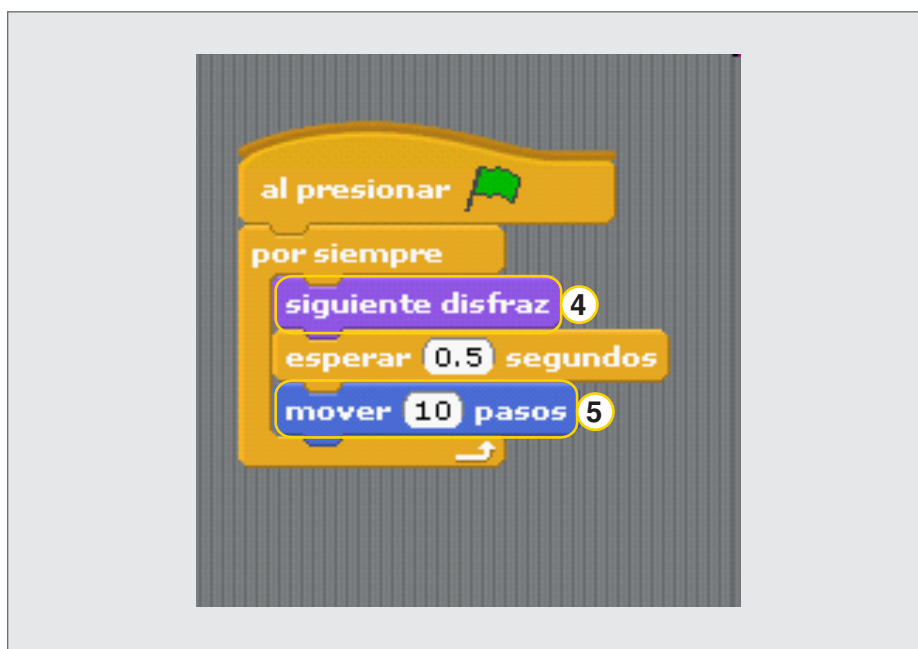 al presionar
por siempre
siguiente disfraz 4
esperar 0.5 segundos
mover 10 pasos 5